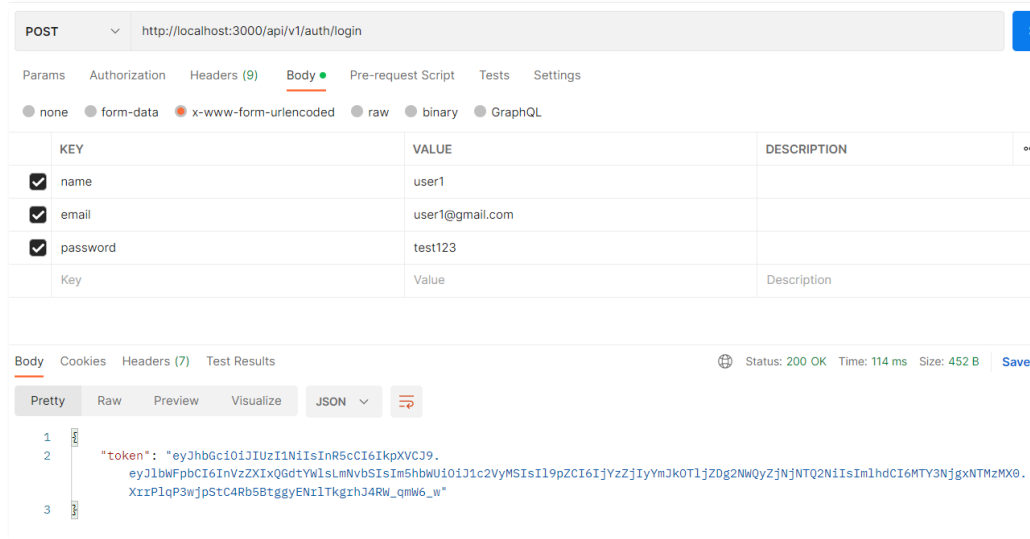 POST http://localhost:3000/api/v1/auth/login
Params Authorization Headers (9) Body Pre-request Script Tests Settings
none form-data x-www-form-urlencoded raw binary GraphQL
KEY VALUE DESCRIPTION
name user1
email user1@gmail.com
password test123
Key Value Description
Body Cookies Headers (7) Test Results Status: 200 OK Time: 114 ms Size: 452 B Save
Pretty Raw Preview Visualize JSON
1 {
2 "token": "eyJhbGciOiJIUzI1NiIsInR5cCI6IkpXVCJ9.
eyJlbWFpbCI6InVzZXIxQGdtYWlsLmNvbSIsIm5hbWUiOiJ1c2VyMSIsIl9pZCI6IjYzZjIyYmJkOTljZDg2NWQyZjNjNTQ2NiIsImlhdCI6MTY3NjgxNTMzMX0.
XrrPlqP3wjpStC4Rb5BtggyENrlTkgrhJ4RW_qmW6_w"
3 }